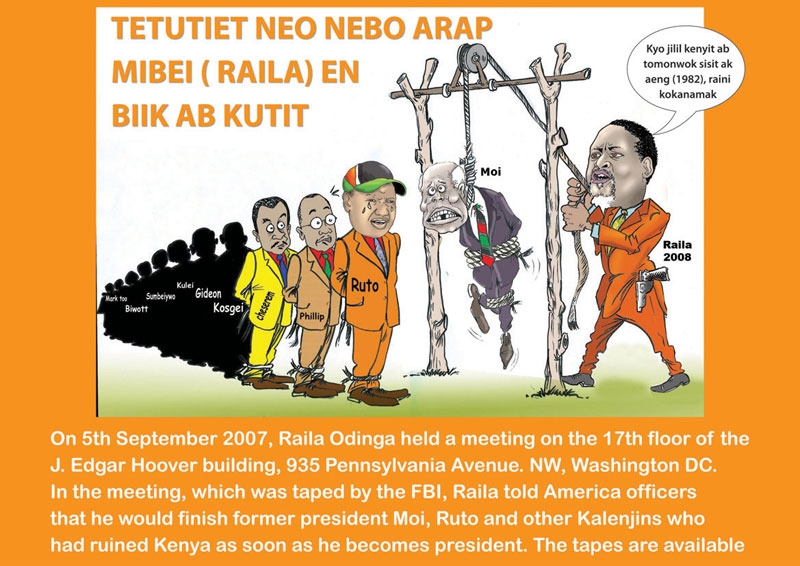 TETUTIET NEO NEBO ARAP
MIBEI ( RAILA) EN
BIIK AB KUTIT
Kyo jilil kenyit ab
tomonwok sisit ak
aeng (1982), raini
kokanamak
Moi
Raila
2008
Mark too
Biwott
Sunbeiywo
Kulei
Gideon
Kosgei
cheserem
Phillip
Ruto
On 5th September 2007, Raila Odinga held a meeting on the 17th floor of the
J. Edgar Hoover building, 935 Pennsylvania Avenue. NW, Washington DC.
In the meeting, which was taped by the FBI, Raila told America officers
that he would finish former president Moi, Ruto and other Kalenjins who
had ruined Kenya as soon as he becomes president. The tapes are available